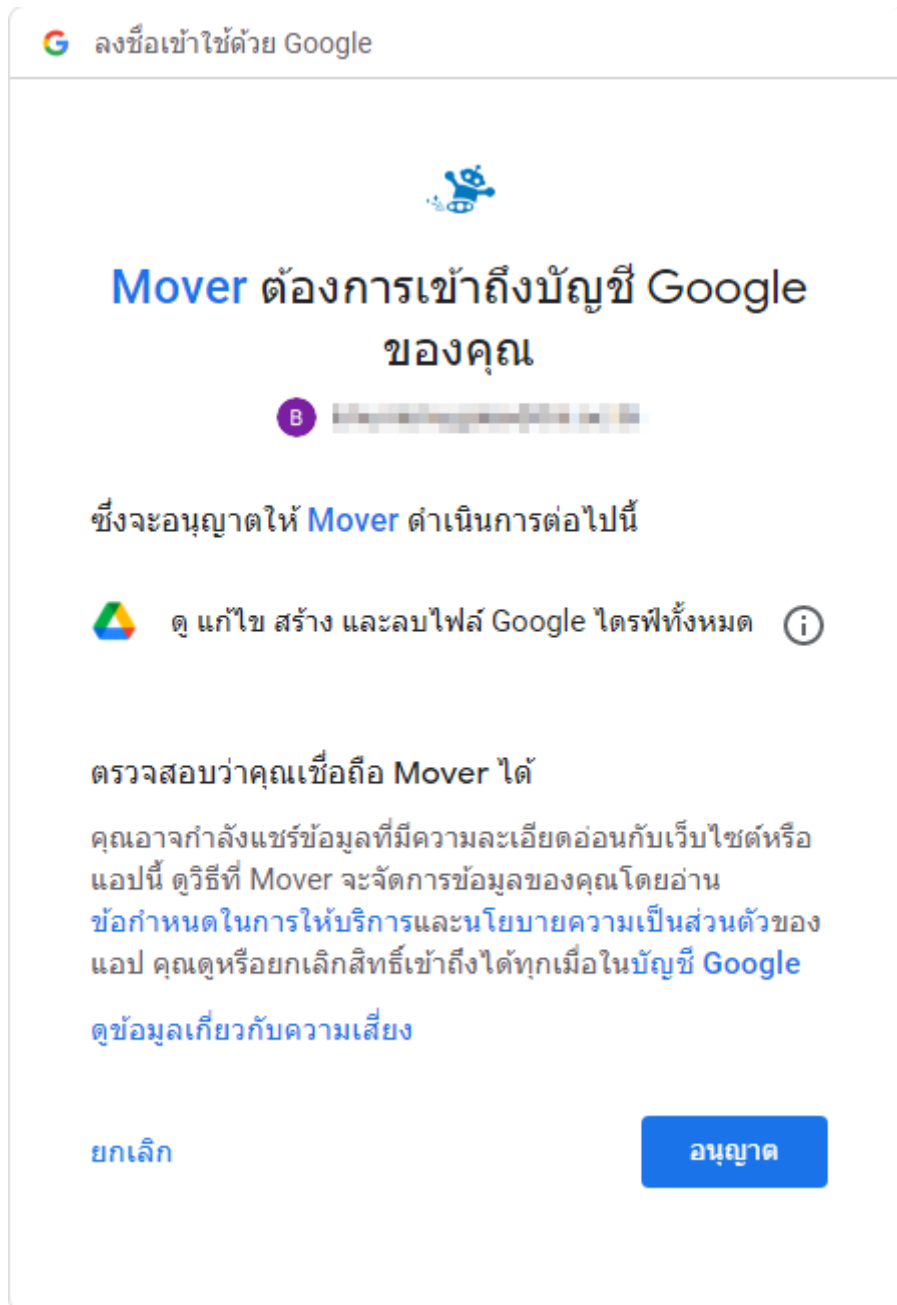 ลงชื่อเข้าใช้ด้วย Google
Mover ต้องการเข้าถึงบัญชี Google
ของคุณ
B
ซึ่งจะอนุญาตให้ Mover ดำเนินการต่อไปนี้
ดู แก้ไข สร้าง และลบไฟล์ Google ไดรฟ์ทั้งหมด
ตรวจสอบว่าคุณเชื่อถือ Mover ได้
คุณอาจกำลังแชร์ข้อมูลที่มีความละเอียดอ่อนกับเว็บไซต์หรือ
แอปนี้ ดูวิธีที่ Mover จะจัดการข้อมูลของคุณโดยอ่าน
ข้อกำหนดในการให้บริการและนโยบายความเป็นส่วนตัวของ
แอป คุณดูหรือยกเลิกสิทธิ์เข้าถึงได้ทุกเมื่อในบัญชี Google
ดูข้อมูลเกี่ยวกับความเสี่ยง
ยกเลิก
อนุญาต